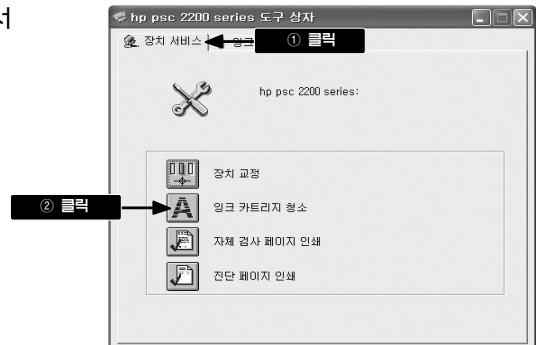 서
hp psc 2200 series 도구 상자
장치 서비스
① 클릭
hp psc 2200 series:
장치 교정
② 클릭
잉크 카트리지 청소
자체 검사 페이지 인쇄
진단 페이지 인쇄